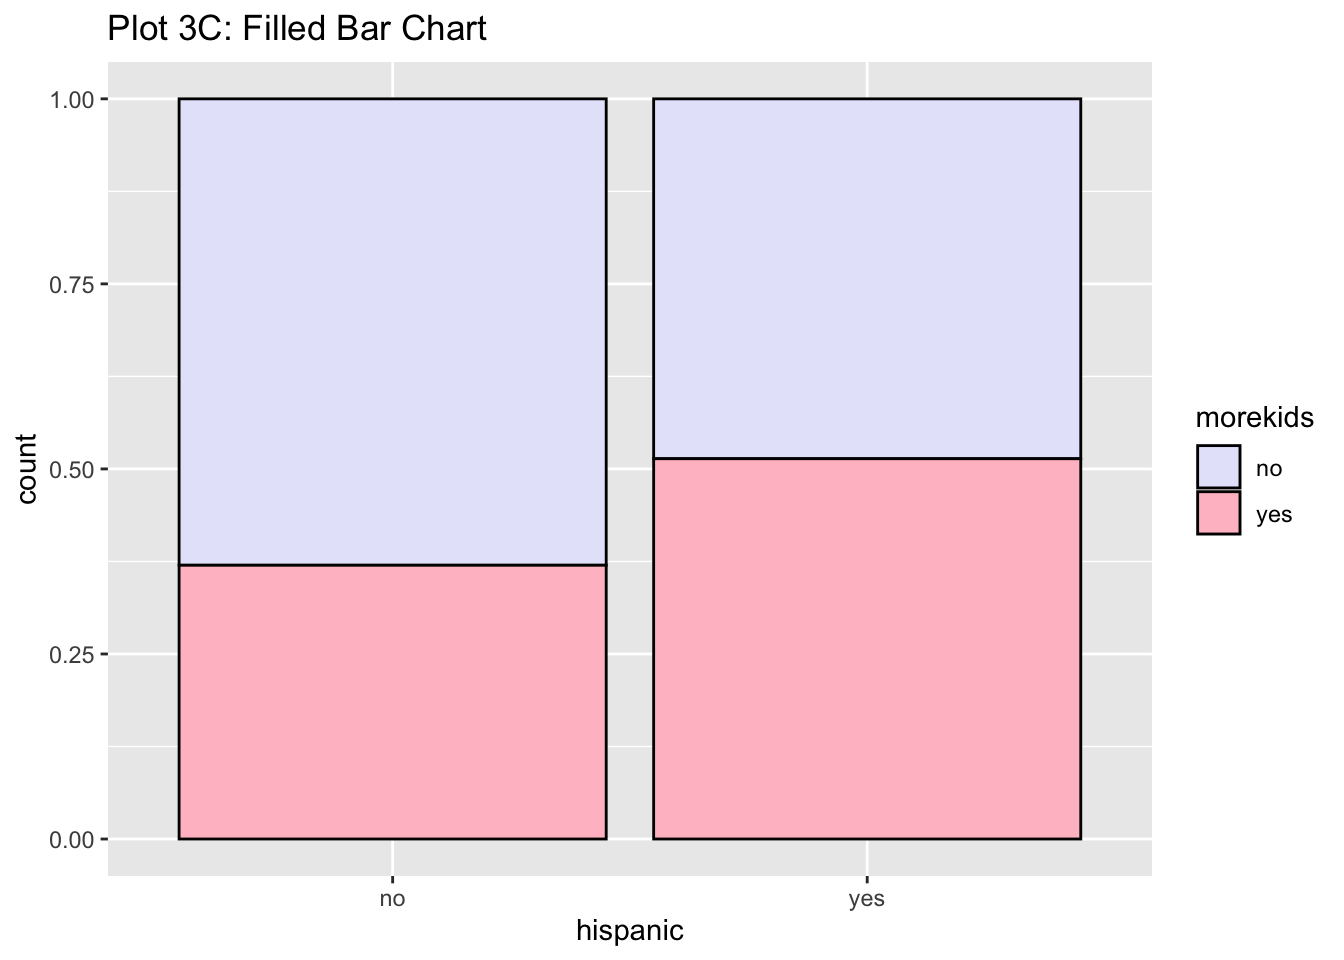 Plot 3C: Filled Bar Chart
1.00
0.75
0.50
0.25
0.00
count
no
yes
hispanic
morekids
no
yes